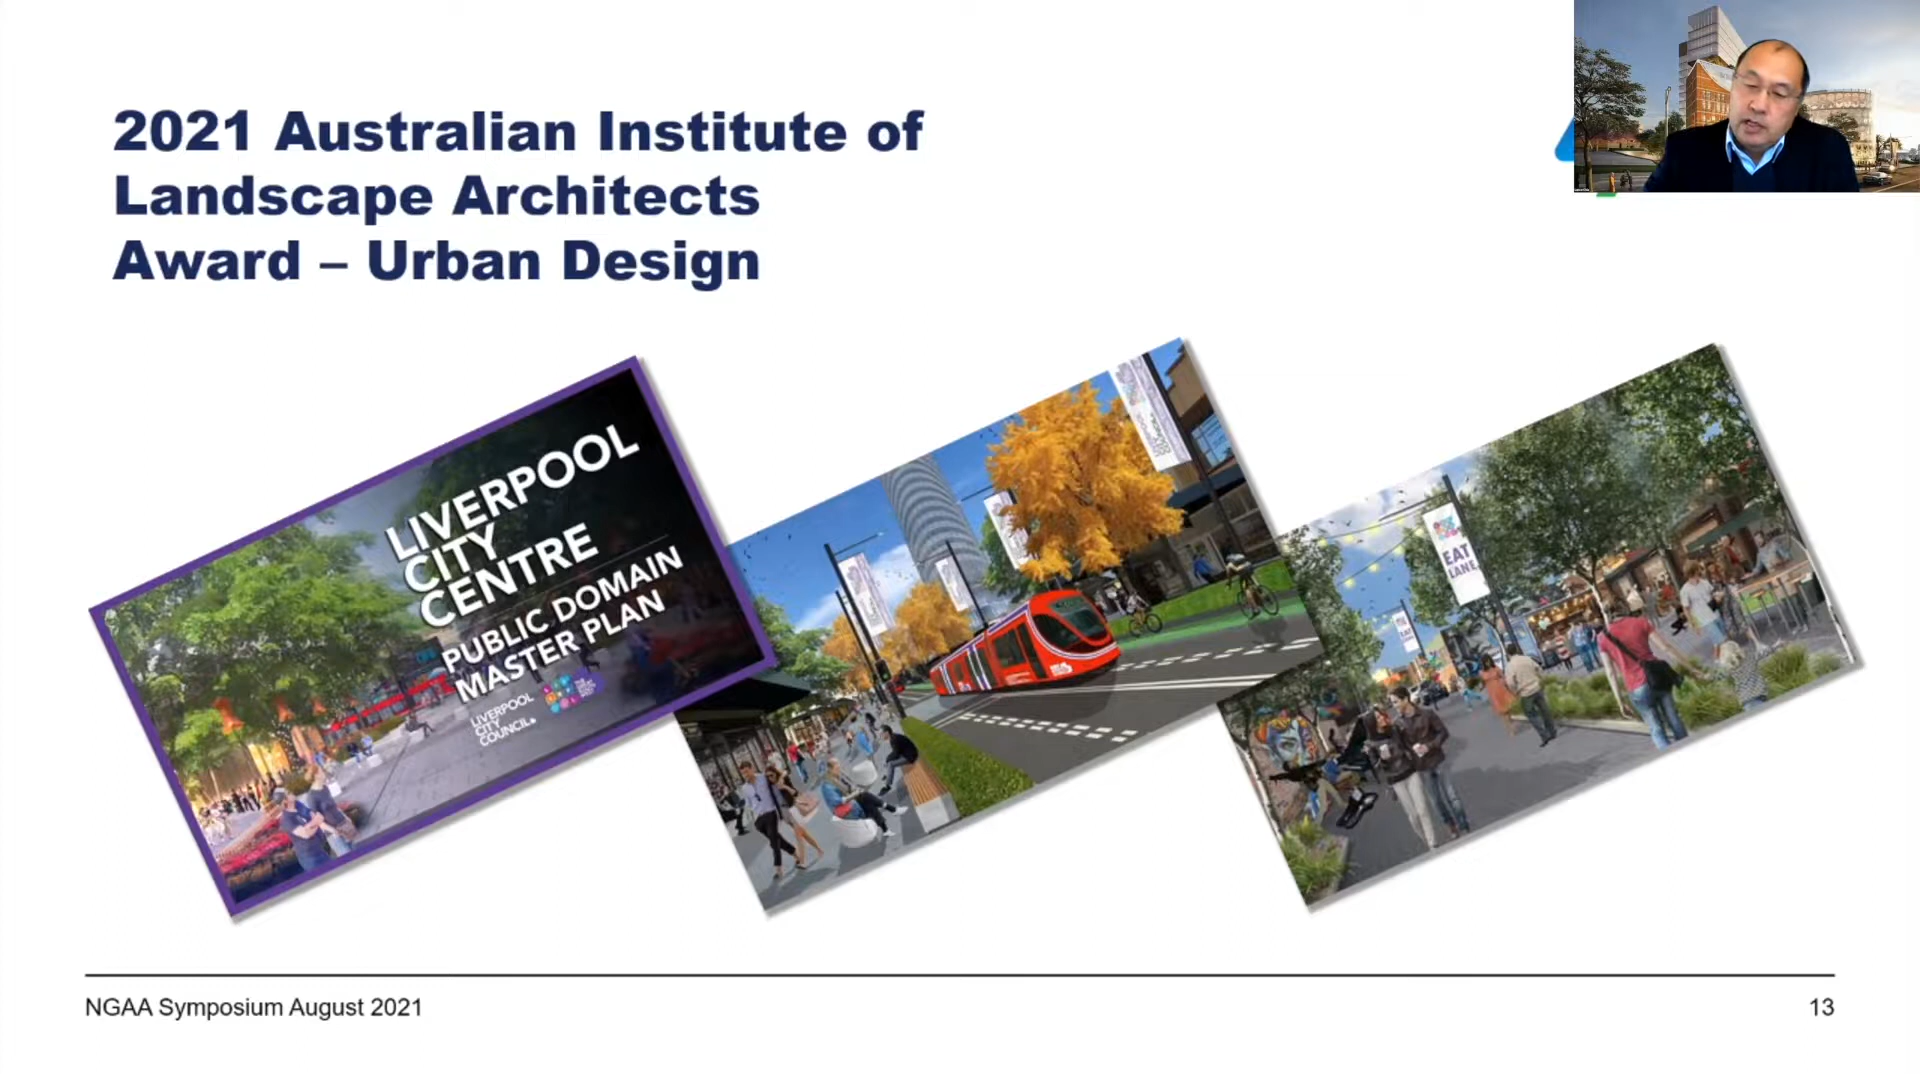 2021 Australian Institute of
Landscape Architects
Award – Urban Design
LIVERPOOL
CITY
CENTRE
PUBLIC DOMAIN
MASTER PLAN
LIVERPOOL
CITY
COUNCIL
EAT
LANE
EAT
NGAA Symposium August 2021
13